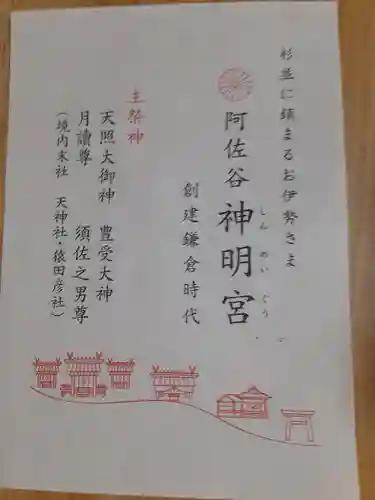 杉並に鎮まるお伊勢さま
阿佐谷神明宮
しんめいぐう
創建鎌倉時代
主祭神
天照大御神 豊受大神
月讀尊 須佐之男尊
（境内末社 天神社・猿田彦社）